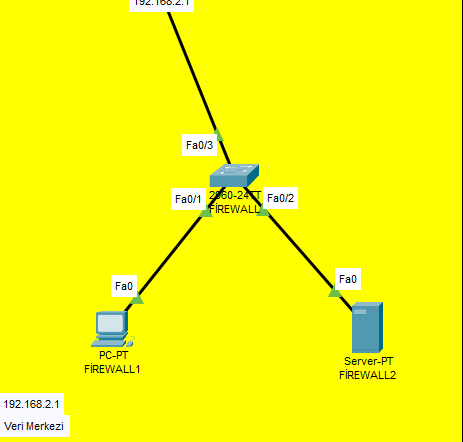 192.168.2.1
Fa0/3
2960-24TT
Fa0/1
Fa0/2
FİREWALL
Fa0
Fa0
PC-PT
FİREWALL1
Server-PT
FİREWALL2
192.168.2.1
Veri Merkezi